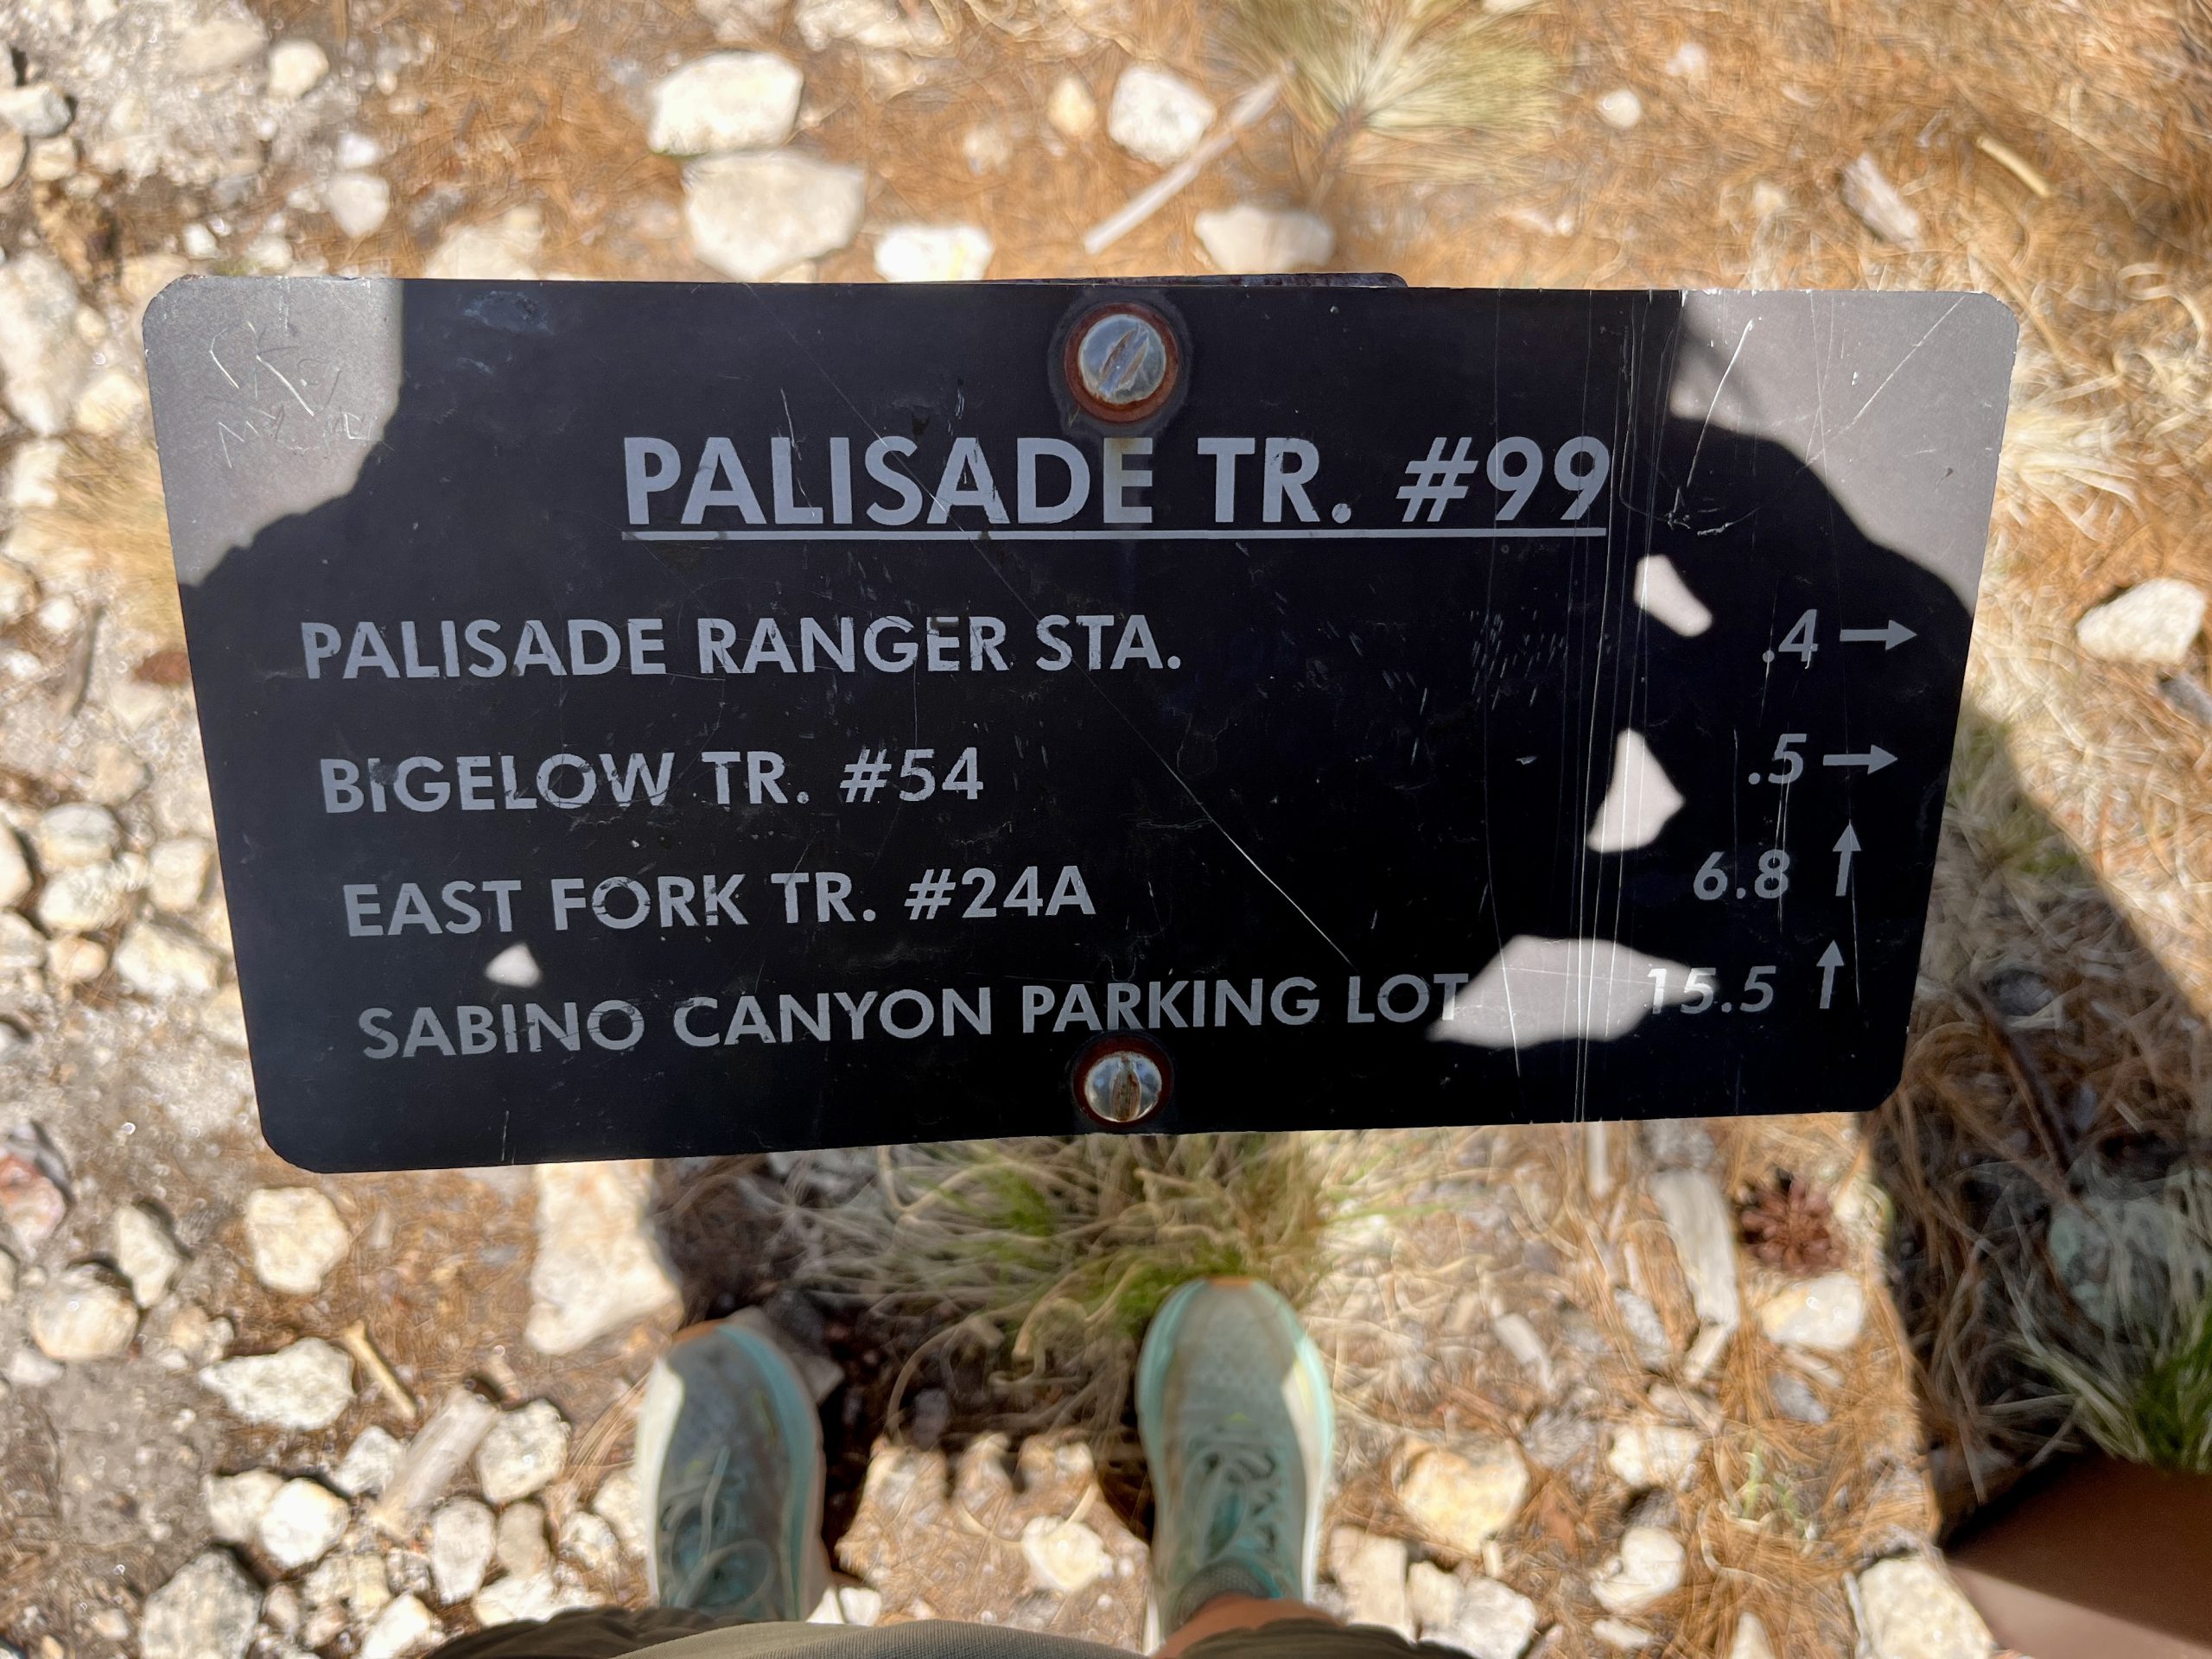 PALISADE TR. #99
PALISADE RANGER STA. .4 →
BIGELOW TR. #54 .5 →
EAST FORK TR. #24A 6.8 ↑
SABINO CANYON PARKING LOT 15.5 ↑